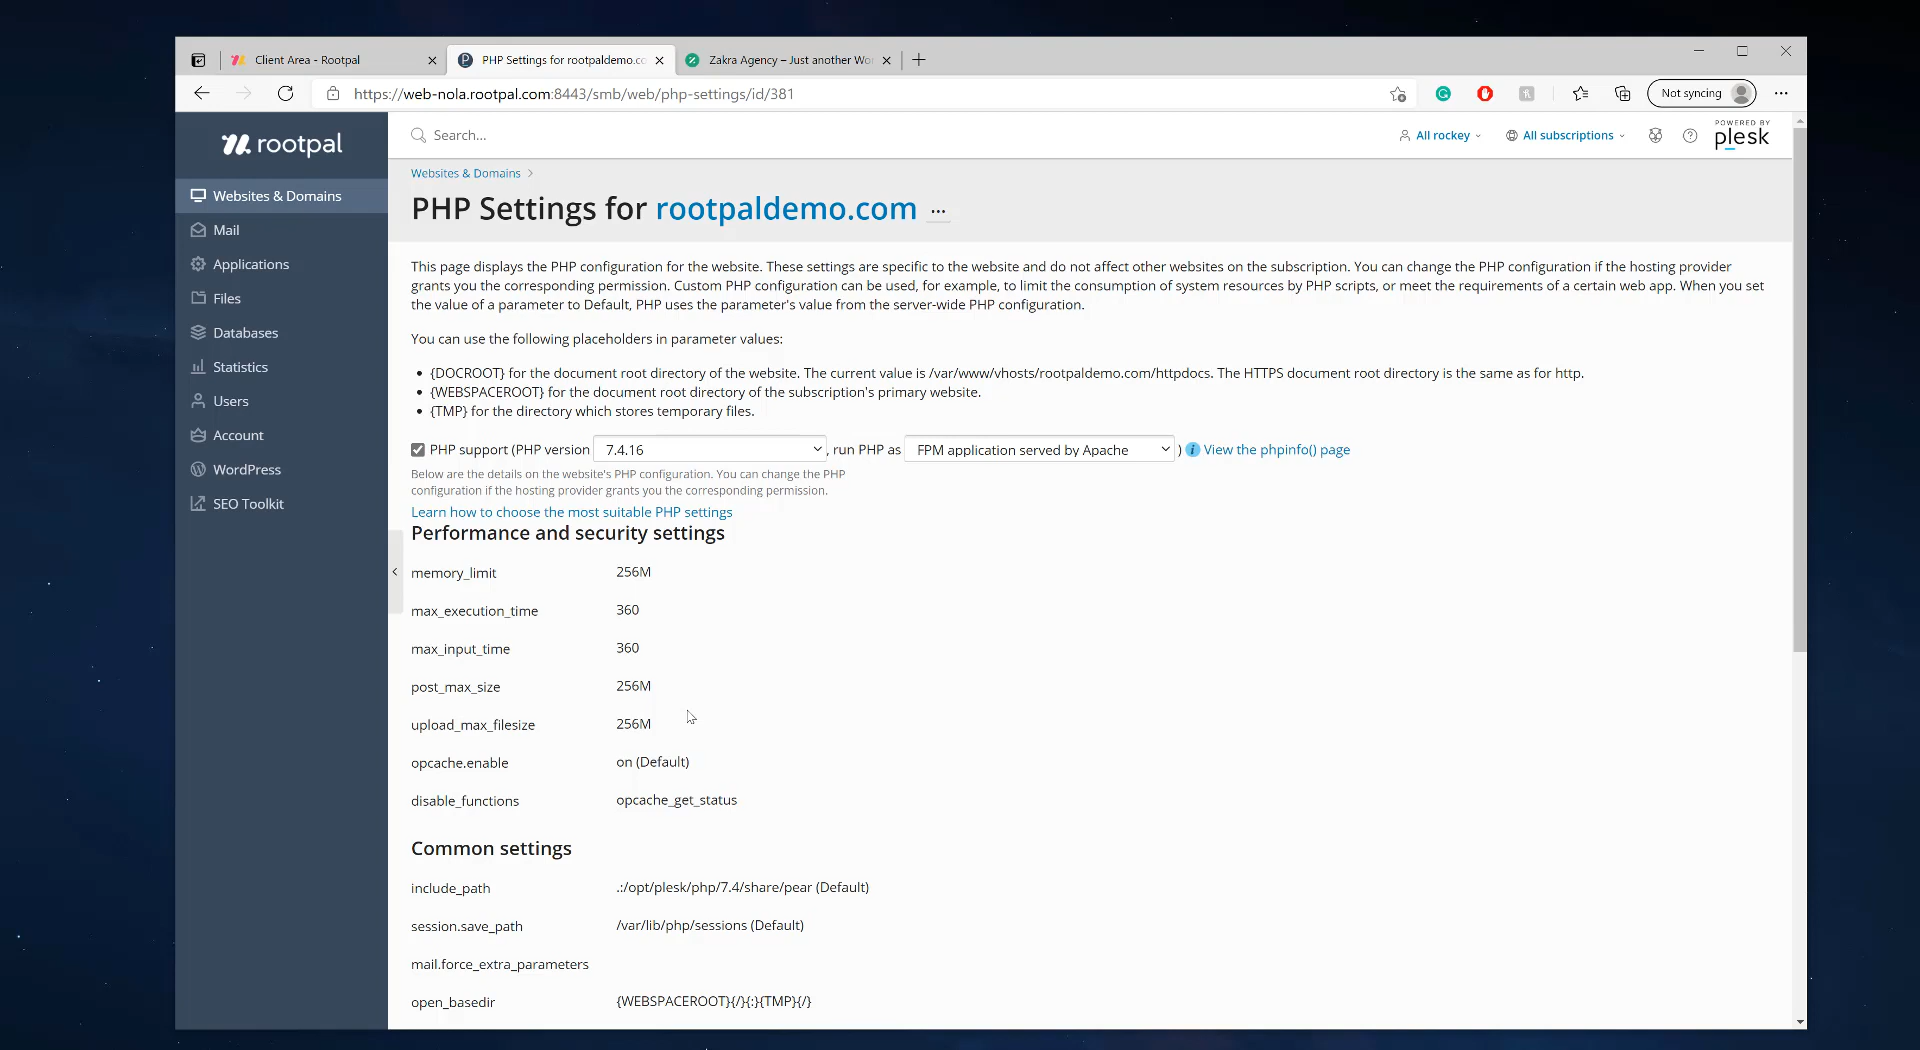 Client Area - Rootpal
PHP Settings for rootpaldemo.co
Zakra Agency – Just another Wor
https://web-nola.rootpal.com:8443/smb/web/php-settings/id/381
Not syncing
rootpal
Search...
All rockey
All subscriptions
POWERED BY
plesk
Websites & Domains
Mail
Applications
Files
Databases
Statistics
Users
Account
WordPress
SEO Toolkit
Websites & Domains >
PHP Settings for rootpaldemo.com ...
This page displays the PHP configuration for the website. These settings are specific to the website and do not affect other websites on the subscription. You can change the PHP configuration if the hosting provider
grants you the corresponding permission. Custom PHP configuration can be used, for example, to limit the consumption of system resources by PHP scripts, or meet the requirements of a certain web app. When you set
the value of a parameter to Default, PHP uses the parameter's value from the server-wide PHP configuration.
You can use the following placeholders in parameter values:
• {DOCROOT} for the document root directory of the website. The current value is /var/www/vhosts/rootpaldemo.com/httpdocs. The HTTPS document root directory is the same as for http.
• {WEBSPACEROOT} for the document root directory of the subscription's primary website.
• {TMP} for the directory which stores temporary files.
PHP support (PHP version 7.4.16 , run PHP as FPM application served by Apache ) View the phpinfo() page
Below are the details on the website's PHP configuration. You can change the PHP
configuration if the hosting provider grants you the corresponding permission.
Learn how to choose the most suitable PHP settings
Performance and security settings
memory_limit 256M
max_execution_time 360
max_input_time 360
post_max_size 256M
upload_max_filesize 256M
opcache.enable on (Default)
disable_functions opcache_get_status
Common settings
include_path .:/opt/plesk/php/7.4/share/pear (Default)
session.save_path /var/lib/php/sessions (Default)
mail.force_extra_parameters
open_basedir {WEBSPACEROOT}{/}{:}{TMP}{/}